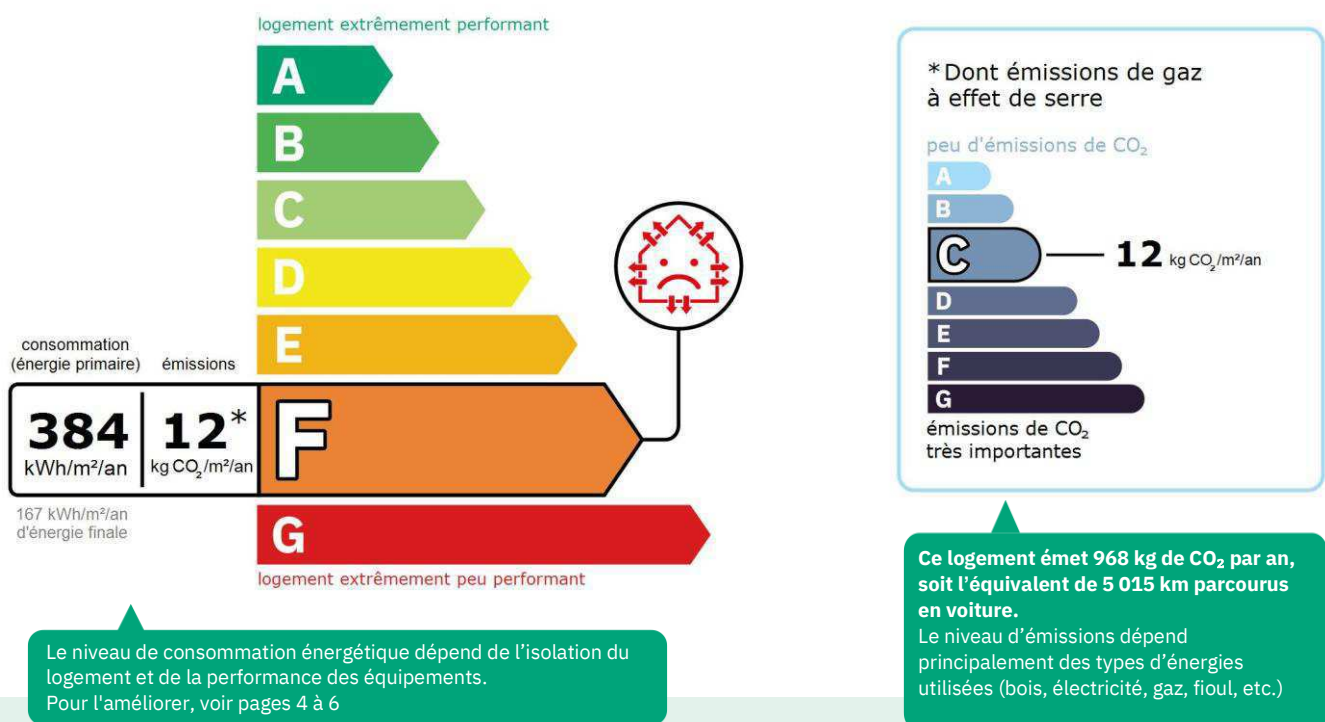 logement extrêmement performant
A
B
C
D
E
consommation
(énergie primaire)
émissions
384
kWh/m²/an
12*
kg CO₂/m²/an
F
167 kWh/m²/an
d'énergie finale
G
logement extrêmement peu performant
Le niveau de consommation énergétique dépend de l'isolation du
logement et de la performance des équipements.
Pour l'améliorer, voir pages 4 à 6
*Dont émissions de gaz
à effet de serre
peu d'émissions de CO₂
A
B
C
12 kg CO₂/m²/an
D
E
F
G
émissions de CO₂
très importantes
Ce logement émet 968 kg de CO₂ par an,
soit l'équivalent de 5 015 km parcourus
en voiture.
Le niveau d'émissions dépend
principalement des types d'énergies
utilisées (bois, électricité, gaz, fioul, etc.)